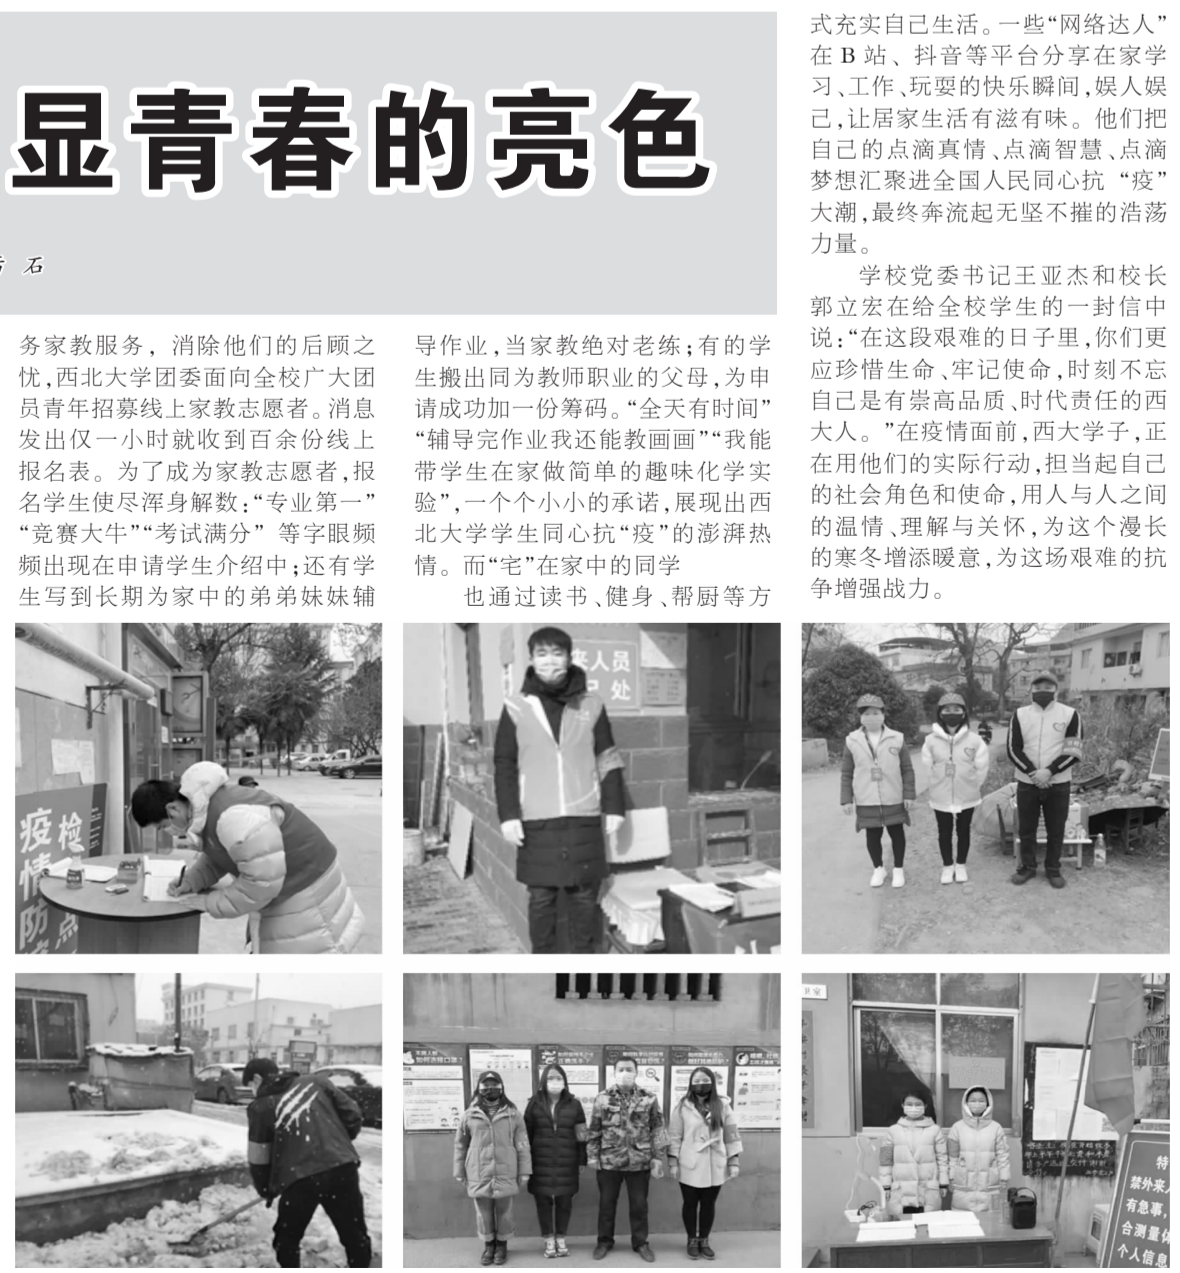 显青春的亮色
石
务家教服务，消除他们的后顾之
忧，西北大学团委面向全校广大团
员青年招募线上家教志愿者。消息
发出仅一小时就收到百余份线上
报名表。为了成为家教志愿者，报
名学生使尽浑身解数：“专业第一”
“竞赛大牛”“考试满分”等字眼频
频出现在申请学生介绍中；还有学
生写到长期为家中的弟弟妹妹辅
导作业，当家教绝对老练；有的学
生搬出同为教师职业的父母，为申
请成功加一份筹码。“全天有时间”
“辅导完作业我还能教画画”“我能
带学生在家做简单的趣味化学实
验”，一个个小小的承诺，展现出西
北大学学生同心抗“疫”的澎湃热
情。而“宅”在家中的同学
也通过读书、健身、帮厨等方
式充实自己生活。一些“网络达人”
在 B 站、抖音等平台分享在家学
习、工作、玩耍的快乐瞬间，娱人娱
己，让居家生活有滋有味。他们把
自己的点滴真情、点滴智慧、点滴
梦想汇聚进全国人民同心抗“疫”
大潮，最终奔流起无坚不摧的浩荡
力量。
学校党委书记王亚杰和校长
郭立宏在给全校学生的一封信中
说：“在这段艰难的日子里，你们更
应珍惜生命、牢记使命，时刻不忘
自己是有崇高品质、时代责任的西
大人。”在疫情面前，西大学子，正
在用他们的实际行动，担当起自己
的社会角色和使命，用人与人之间
的温情、理解与关怀，为这个漫长
的寒冬增添暖意，为这场艰难的抗
争增强战力。
疫情防
检
点
来人员
处
室
特
禁外来人
有急事，
合测量体
个人信息